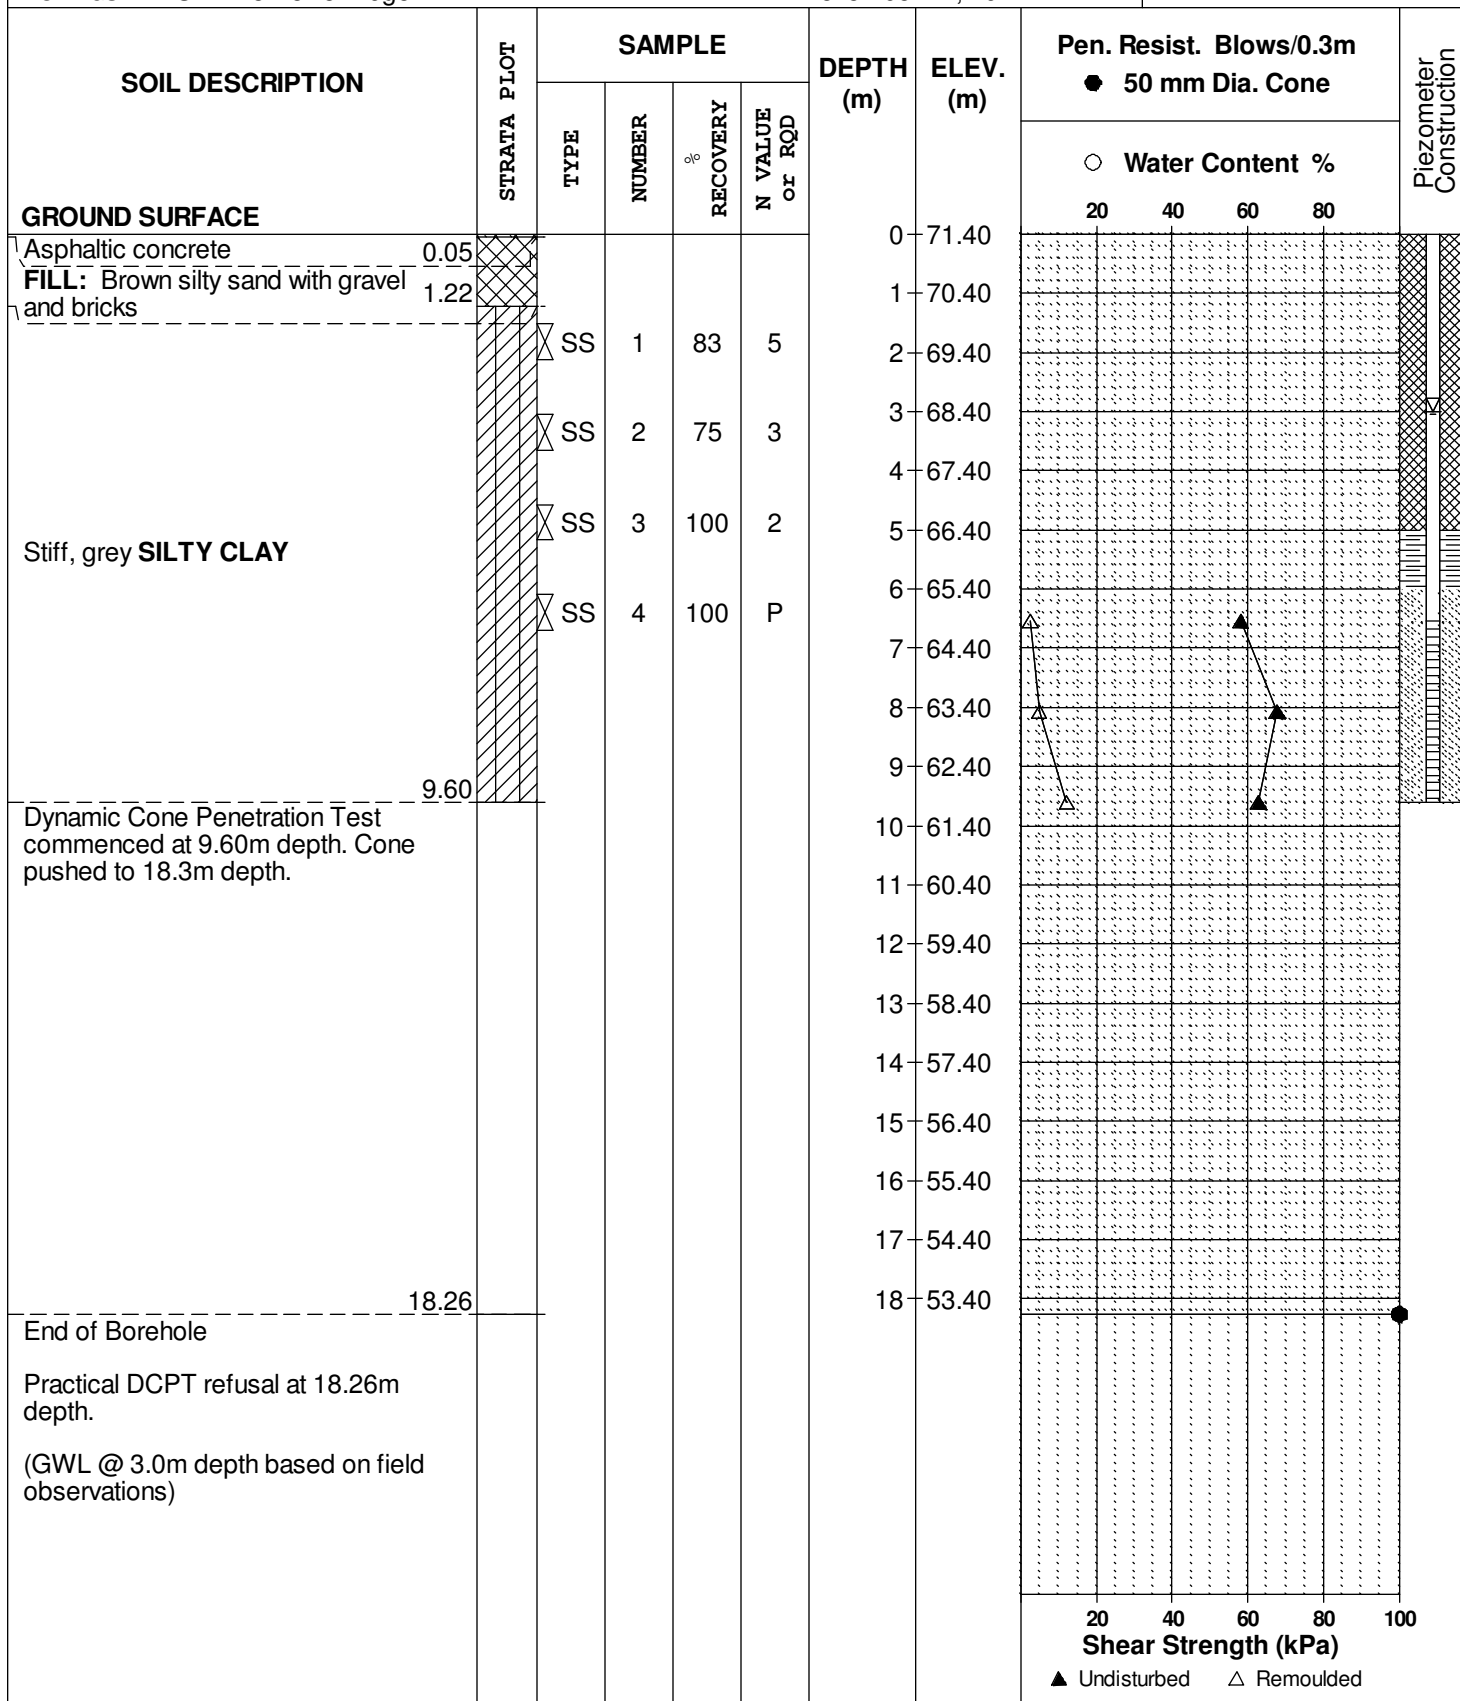 SOIL DESCRIPTION
GROUND SURFACE
STRATA PLOT
SAMPLE
TYPE
NUMBER
% RECOVERY
N VALUE or RQD
DEPTH (m)
ELEV. (m)
Pen. Resist. Blows/0.3m
● 50 mm Dia. Cone
○ Water Content %
20 40 60 80
Piezometer Construction
Asphaltic concrete 0.05
FILL: Brown silty sand with gravel
and bricks 1.22
Stiff, grey SILTY CLAY
9.60
SS 1 83 5
SS 2 75 3
SS 3 100 2
SS 4 100 P
0 71.40
1 70.40
2 69.40
3 68.40
4 67.40
5 66.40
6 65.40
7 64.40
8 63.40
9 62.40
10 61.40
11 60.40
12 59.40
13 58.40
14 57.40
15 56.40
16 55.40
17 54.40
18 53.40
Dynamic Cone Penetration Test
commenced at 9.60m depth. Cone
pushed to 18.3m depth.
18.26
End of Borehole
Practical DCPT refusal at 18.26m
depth.
(GWL @ 3.0m depth based on field
observations)
20 40 60 80 100
Shear Strength (kPa)
▲ Undisturbed △ Remoulded